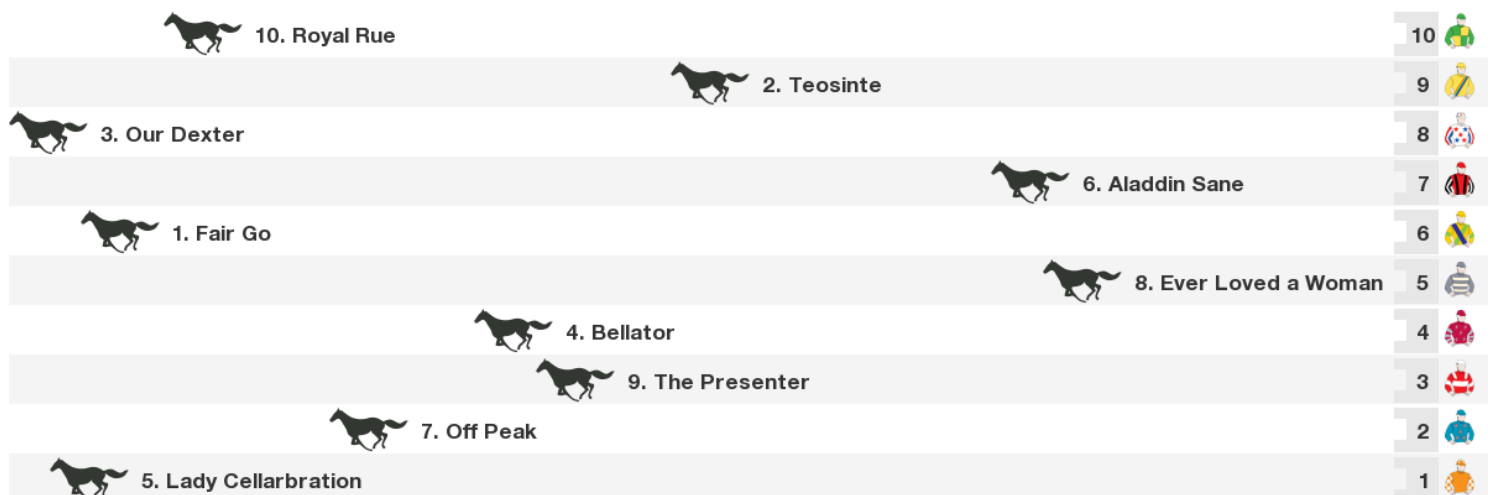 10. Royal Rue 10
2. Teosinte 9
3. Our Dexter 8
6. Aladdin Sane 7
1. Fair Go 6
8. Ever Loved a Woman 5
4. Bellator 4
9. The Presenter 3
7. Off Peak 2
5. Lady Cellarbration 1